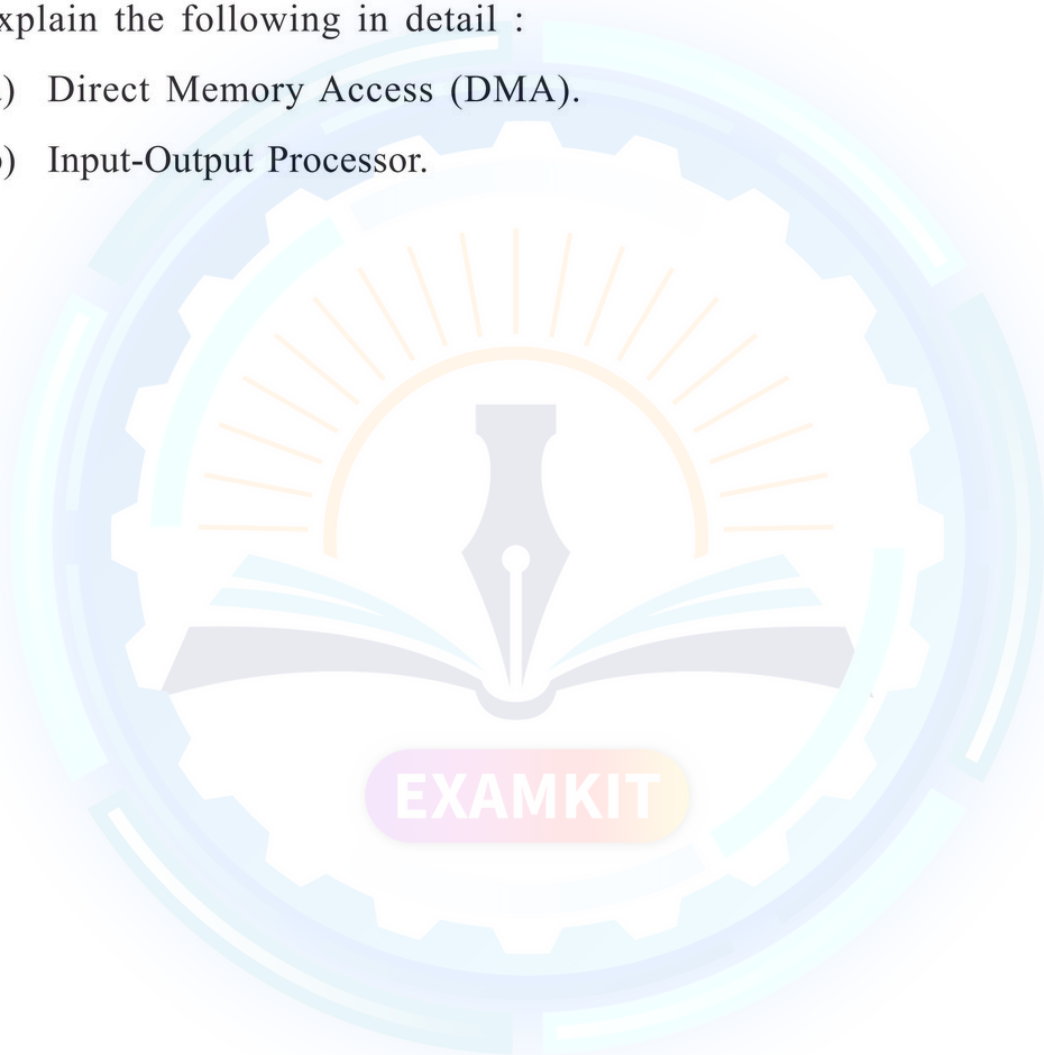 xplain the following in detail :
) Direct Memory Access (DMA).
) Input-Output Processor.
EXAMKIT